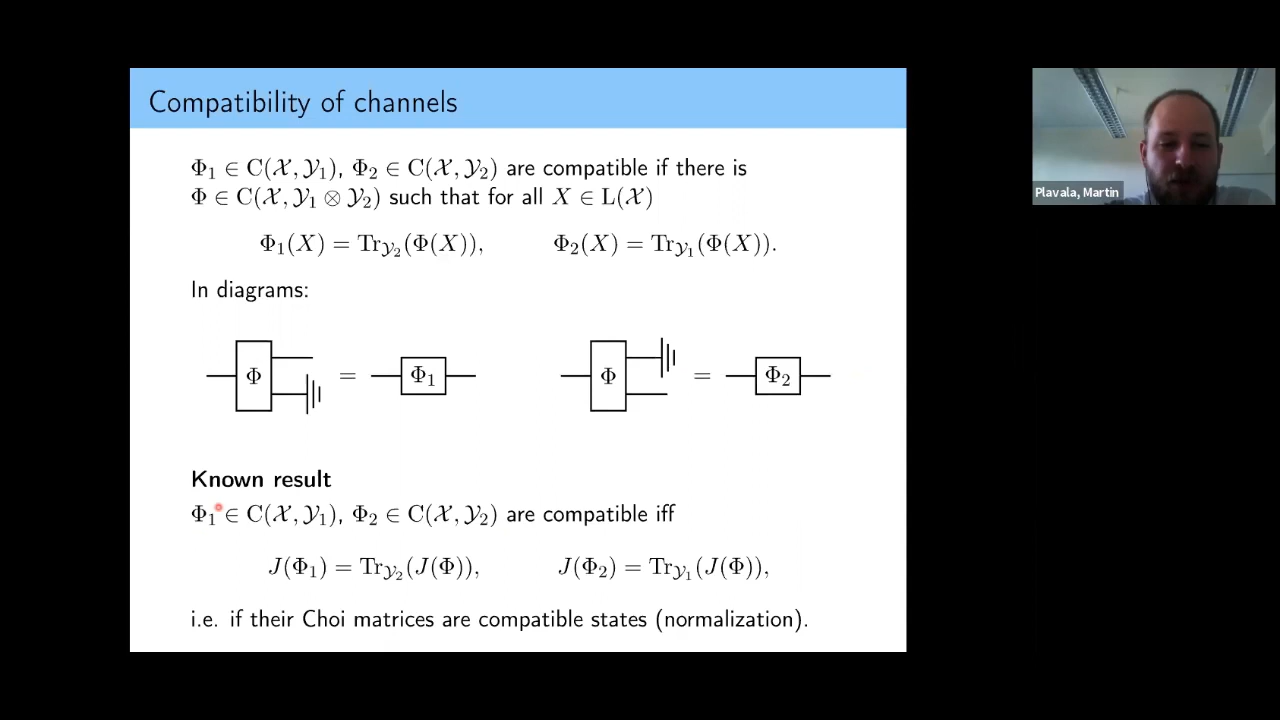 Compatibility of channels
Φ₁ ∈ C(𝒳, 𝒴₁), Φ₂ ∈ C(𝒳, 𝒴₂) are compatible if there is
Φ ∈ C(𝒳, 𝒴₁ ⊗ 𝒴₂) such that for all X ∈ L(𝒳)
Φ₁(X) = Tr_𝒴₂(Φ(X)), Φ₂(X) = Tr_𝒴₁(Φ(X)).
In diagrams:
Φ = Φ₁ Φ = Φ₂
Known result
Φ₁ ∈ C(𝒳, 𝒴₁), Φ₂ ∈ C(𝒳, 𝒴₂) are compatible iff
J(Φ₁) = Tr_𝒴₂(J(Φ)), J(Φ₂) = Tr_𝒴₁(J(Φ)),
i.e. if their Choi matrices are compatible states (normalization).
Plavala, Martin